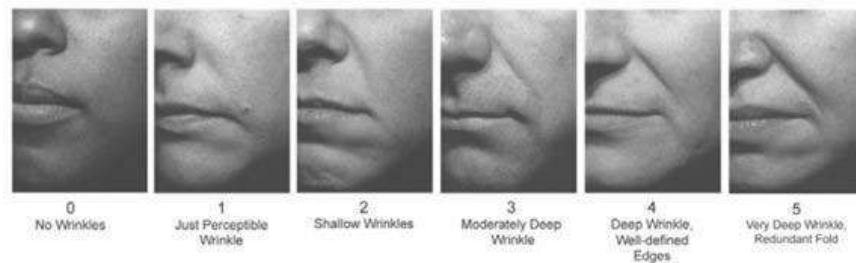 0
No Wrinkles
1
Just Perceptible
Wrinkle
2
Shallow Wrinkles
3
Moderately Deep
Wrinkle
4
Deep Wrinkle,
Well-defined
Edges
5
Very Deep Wrinkle,
Redundant Fold